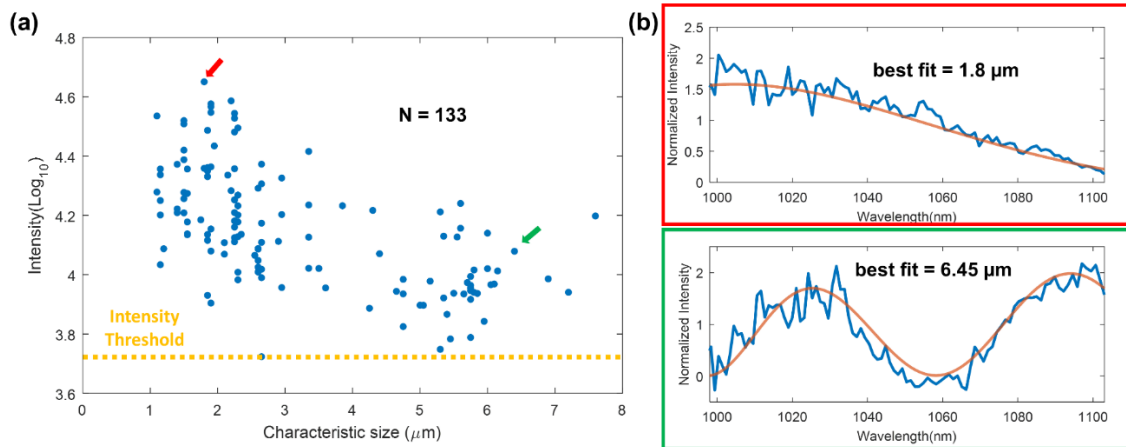 (a)
4.8
4.6
4.4
4.2
4
3.8
3.6
Intensity(Log10)
N = 133
Intensity
Threshold
0 1 2 3 4 5 6 7 8
Characteristic size (μm)
(b)
2.5
2
1.5
1
0.5
0
Normalized Intensity
best fit = 1.8 µm
1000 1020 1040 1060 1080 1100
Wavelength(nm)
2
1
0
Normalized Intensity
best fit = 6.45 µm
1000 1020 1040 1060 1080 1100
Wavelength(nm)